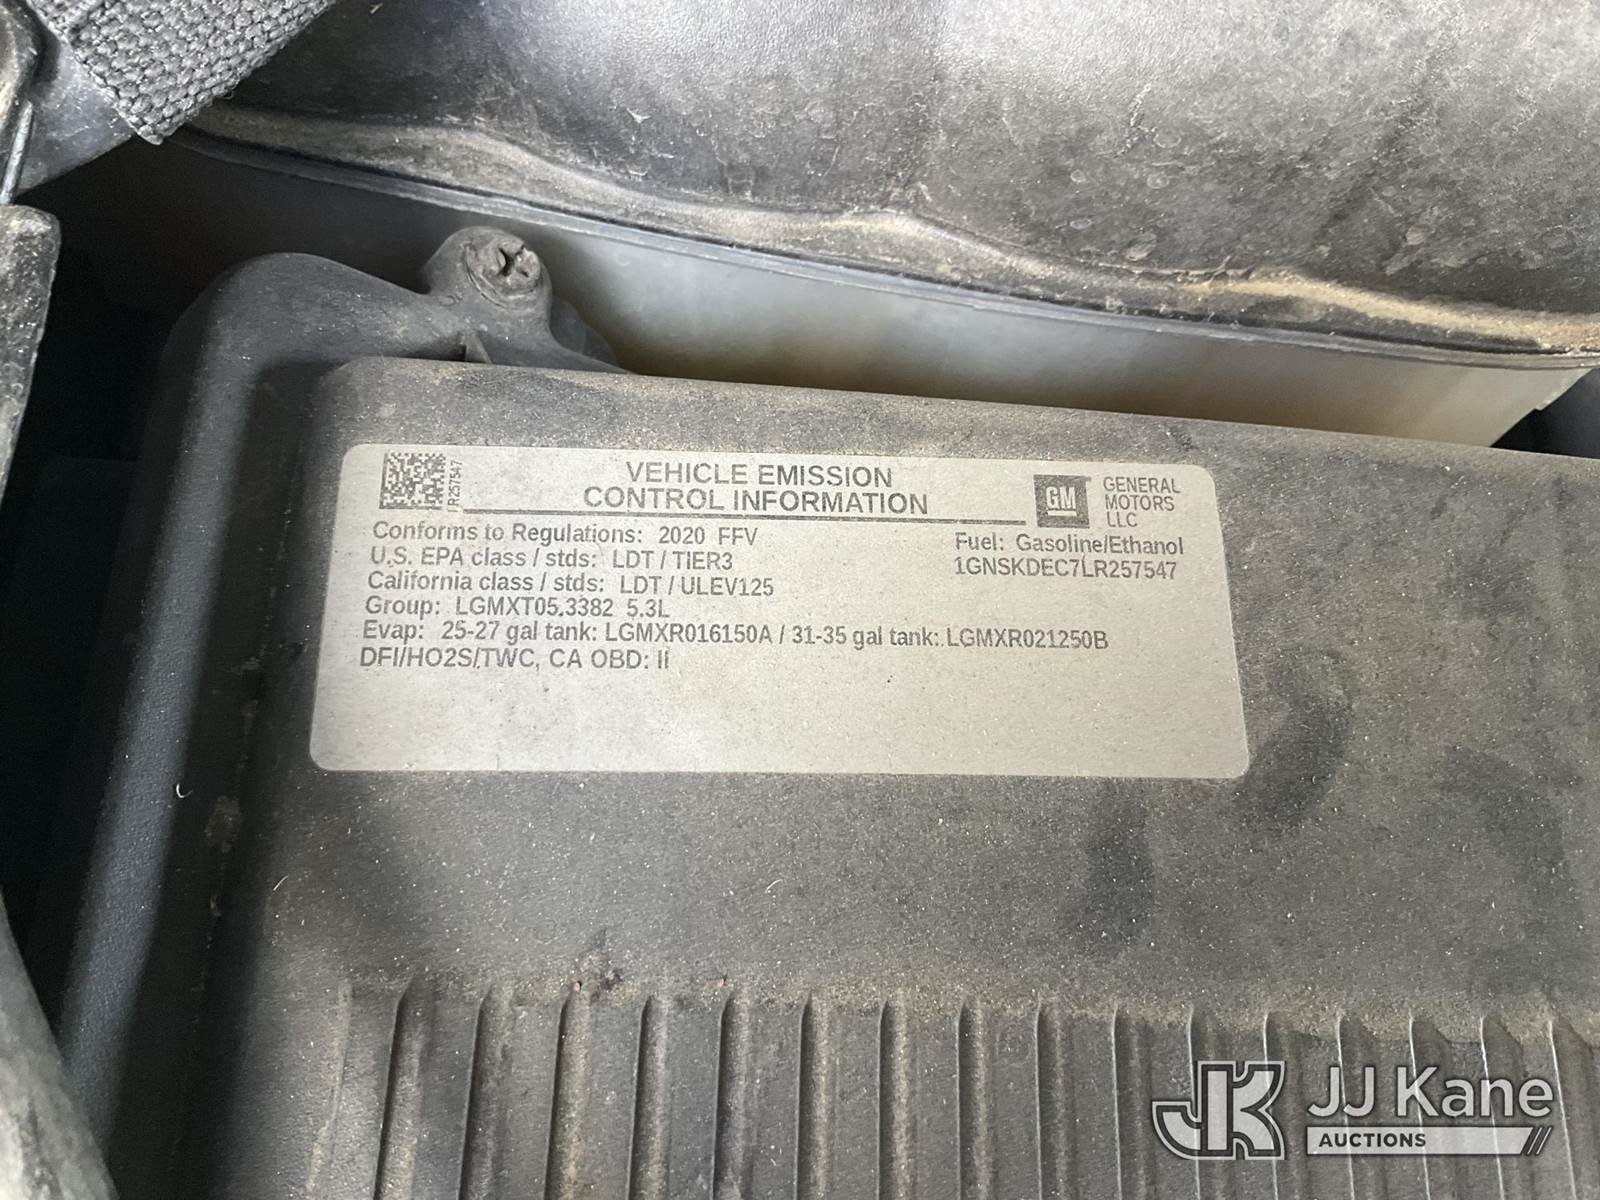 LR257547
VEHICLE EMISSION
CONTROL INFORMATION
GM
GENERAL
MOTORS
LLC
Conforms to Regulations: 2020 FFV
Fuel: Gasoline/Ethanol
U.S. EPA class / stds: LDT / TIER3
1GNSKDEC7LR257547
California class / stds: LDT / ULEV125
Group: LGMXT05.3382 5.3L
Evap: 25-27 gal tank: LGMXR016150A / 31-35 gal tank: LGMXR021250B
DFI/HO2S/TWC, CA OBD: II
JK JJ Kane
AUCTIONS